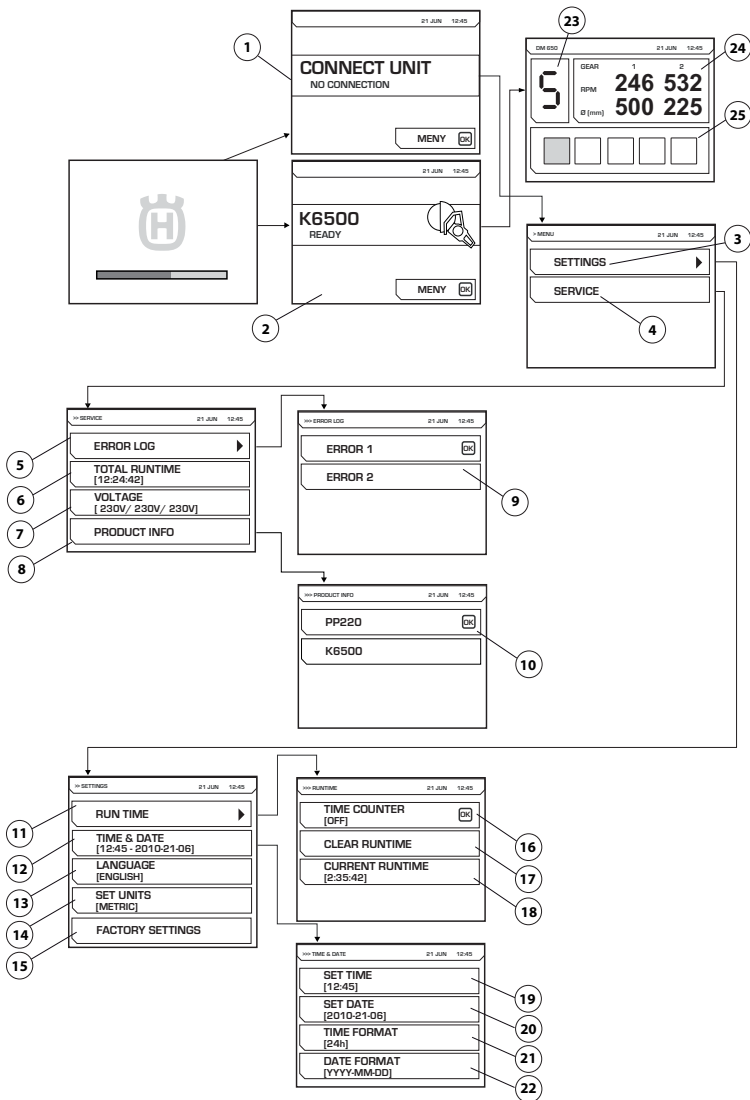 21 JUN 12:45
1
CONNECT UNIT
NO CONNECTION
MENY OK
H
21 JUN 12:45
K6500
READY
MENY OK
2
23
DM 650 21 JUN 12:45
24
5
GEAR 1 2
RPM 246 532
Ø [mm] 500 225
25
> MENU 21 JUN 12:45
SETTINGS
3
SERVICE
4
>> SERVICE 21 JUN 12:45
ERROR LOG
5
TOTAL RUNTIME
[12:24:42]
6
VOLTAGE
[ 230V/ 230V/ 230V]
7
PRODUCT INFO
8
>>> ERROR LOG 21 JUN 12:45
ERROR 1 OK
ERROR 2
9
>>> PRODUCT INFO 21 JUN 12:45
PP220 OK
10
K6500
>> SETTINGS 21 JUN 12:45
RUN TIME
11
TIME & DATE
[12:45 - 2010-21-06]
12
LANGUAGE
[ENGLISH]
13
SET UNITS
[METRIC]
14
FACTORY SETTINGS
15
>>> RUNTIME 21 JUN 12:45
TIME COUNTER OK
[OFF]
16
CLEAR RUNTIME
17
CURRENT RUNTIME
[2:35:42]
18
>>> TIME & DATE 21 JUN 12:45
SET TIME
[12:45]
19
SET DATE
[2010-21-06]
20
TIME FORMAT
[24h]
21
DATE FORMAT
[YYYY-MM-DD]
22